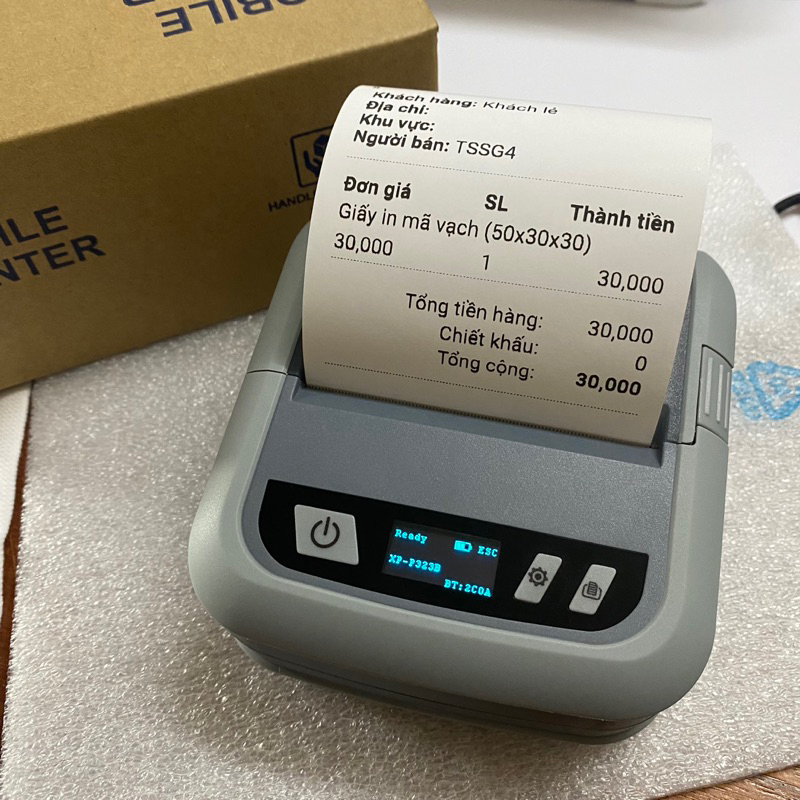 MOBILE
ILE
NTER
HANDL
Khách hàng: Khách lẻ
Địa chỉ:
Khu vực:
Người bán: TSSG4
Đơn giá SL Thành tiền
Giấy in mã vạch (50x30x30)
30,000 1 30,000
Tổng tiền hàng: 30,000
Chiết khấu: 0
Tổng cộng: 30,000
Ready ESC
XP-P323B
BT:2C0A